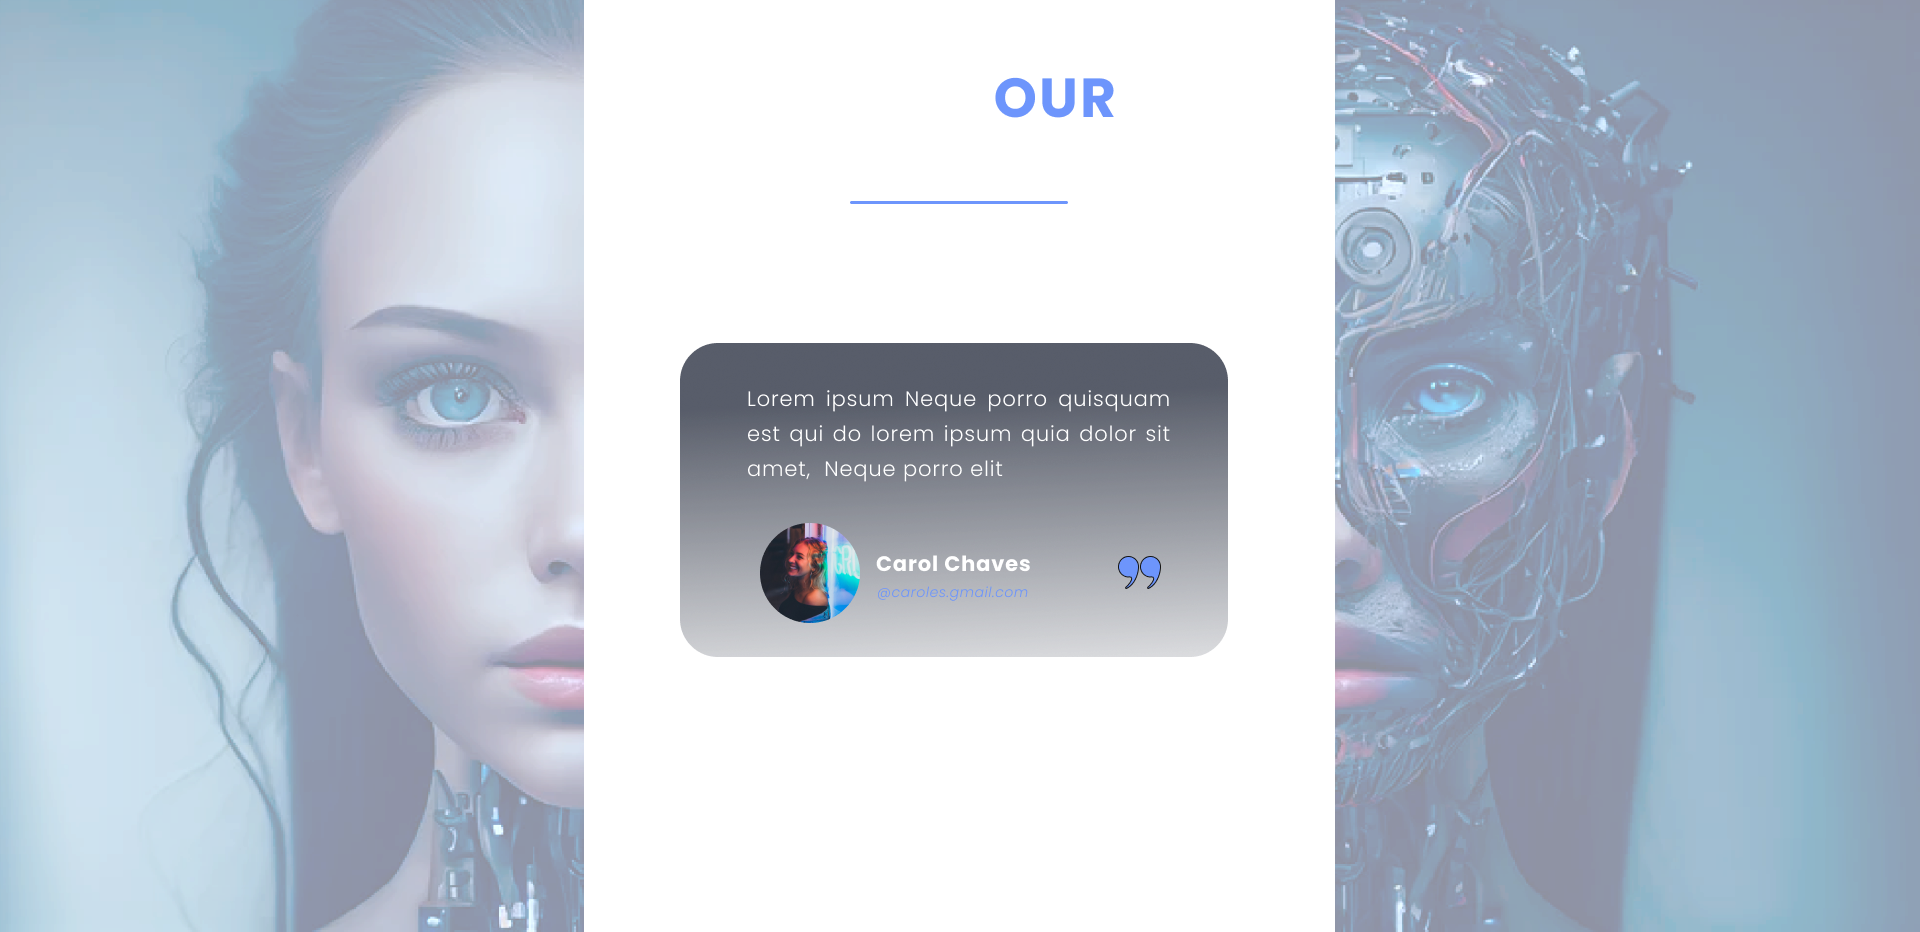 OUR
Lorem ipsum Neque porro quisquam
est qui do lorem ipsum quia dolor sit
amet, Neque porro elit
Carol Chaves
@caroles.gmail.com